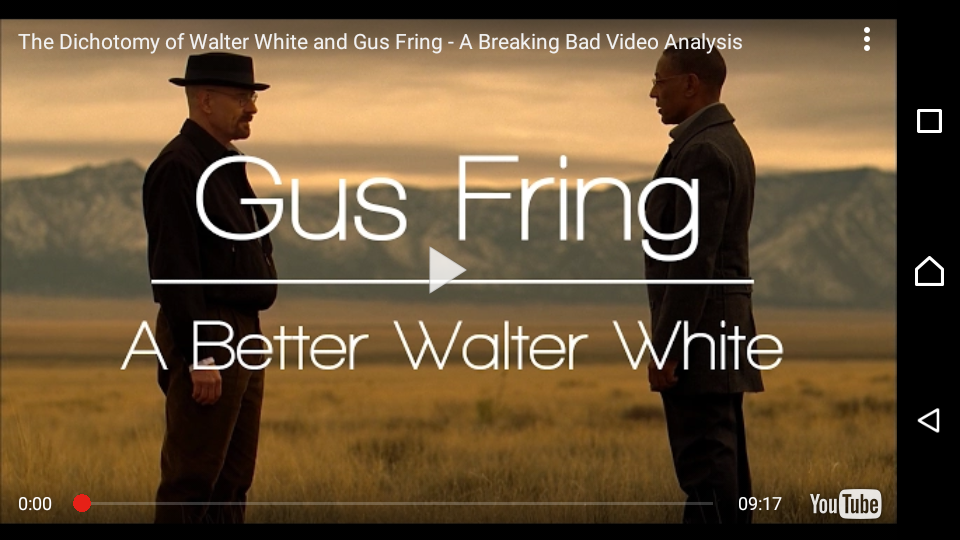 The Dichotomy of Walter White and Gus Fring - A Breaking Bad Video Analysis
Gus Fring
A Better Walter White
0:00
09:17
YouTube